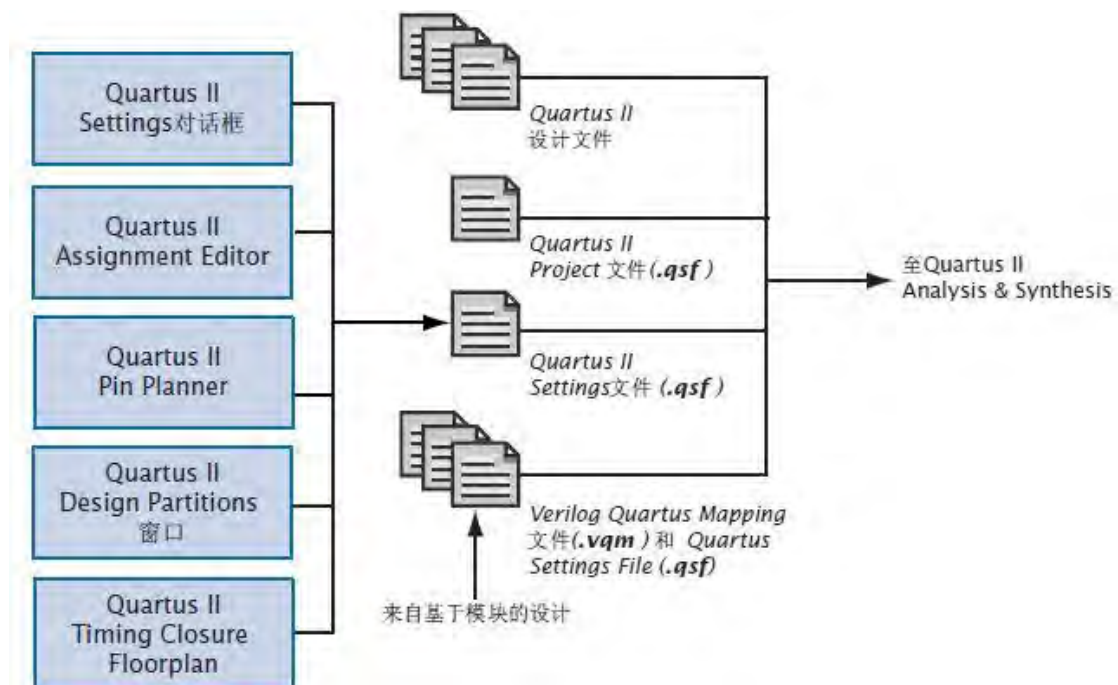 Quartus II
Settings对话框
Quartus II
Assignment Editor
Quartus II
Pin Planner
Quartus II
Design Partitions
窗口
Quartus II
Timing Closure
Floorplan
Quartus II
设计文件
Quartus II
Project 文件(.qsf )
Quartus II
Settings文件 (.qsf )
Verilog Quartus Mapping
文件(.vqm ) 和 Quartus
Settings File (.qsf)
来自基于模块的设计
至Quartus II
Analysis & Synthesis